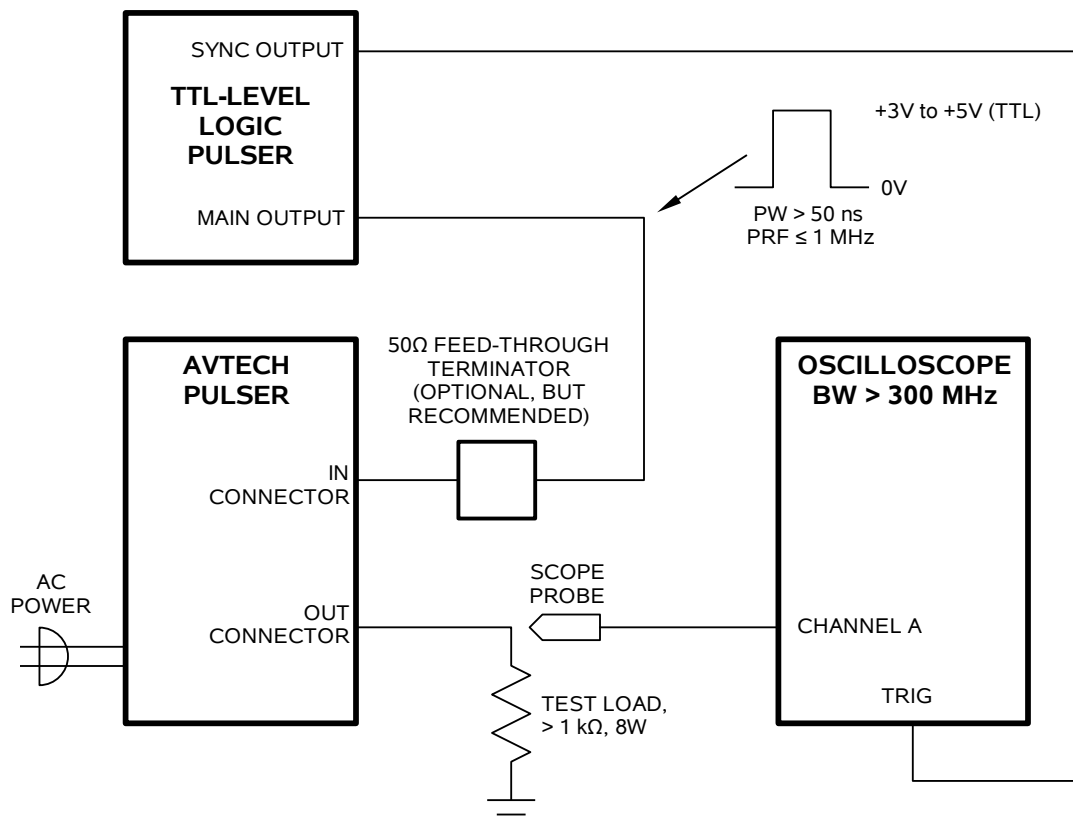 SYNC OUTPUT
TTL-LEVEL
LOGIC
PULSER
MAIN OUTPUT
+3V to +5V (TTL)
0V
PW > 50 ns
PRF ≤ 1 MHz
AVTECH
PULSER
50Ω FEED-THROUGH
TERMINATOR
(OPTIONAL, BUT
RECOMMENDED)
OSCILLOSCOPE
BW > 300 MHz
IN
CONNECTOR
AC
POWER
OUT
CONNECTOR
SCOPE
PROBE
CHANNEL A
TEST LOAD,
> 1 kΩ, 8W
TRIG